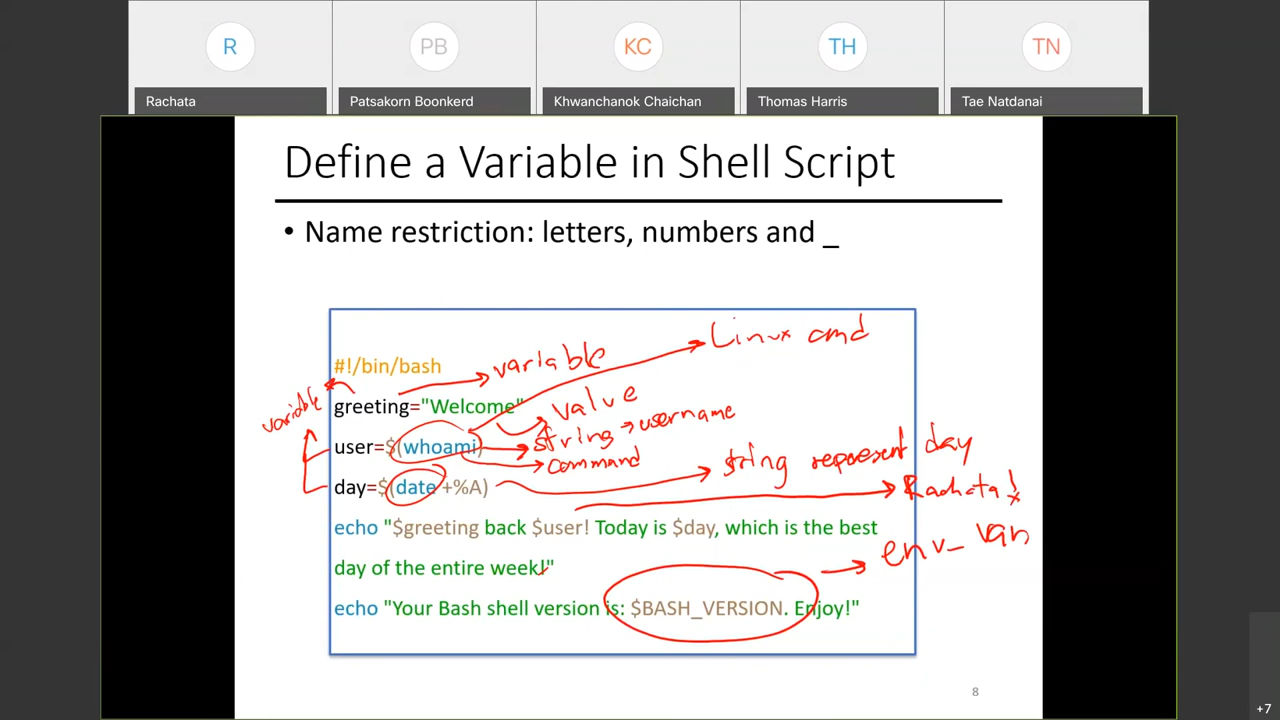 R
PB
KC
TH
TN
Rachata
Patsakorn Boonkerd
Khwanchanok Chaichan
Thomas Harris
Tae Natdanai
Define a Variable in Shell Script
• Name restriction: letters, numbers and _
Linux cmd
#!/bin/bash
variable
variable
greeting="Welcome"
value
user=$(whoami)
string → username
command
day=$(date +%A)
string represent day
Rachata!
echo "$greeting back $user! Today is $day, which is the best
day of the entire week!"
env_var
echo "Your Bash shell version is: $BASH_VERSION. Enjoy!"
8
+7